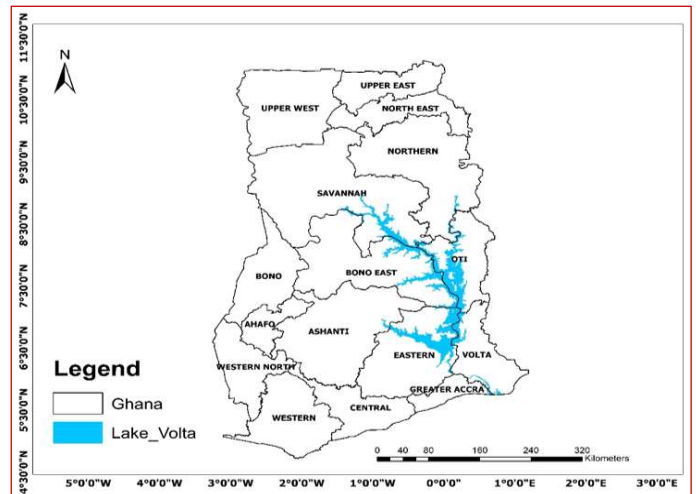 N
UPPER EAST
UPPER WEST
NORTH EAST
NORTHERN
SAVANNAH
OTI
BONO
BONO EAST
AHAFO
ASHANTI
EASTERN
VOLTA
WESTERN NORTH
GREATER ACCRA
CENTRAL
WESTERN
Legend
Ghana
Lake_Volta
0 40 80 160 240 320
Kilometers
11°30'0"N
10°30'0"N
9°30'0"N
8°30'0"N
7°30'0"N
6°30'0"N
5°30'0"N
4°30'0"N
5°0'0"W 4°0'0"W 3°0'0"W 2°0'0"W 1°0'0"W 0°0'0" 1°0'0"E 2°0'0"E 3°0'0"E